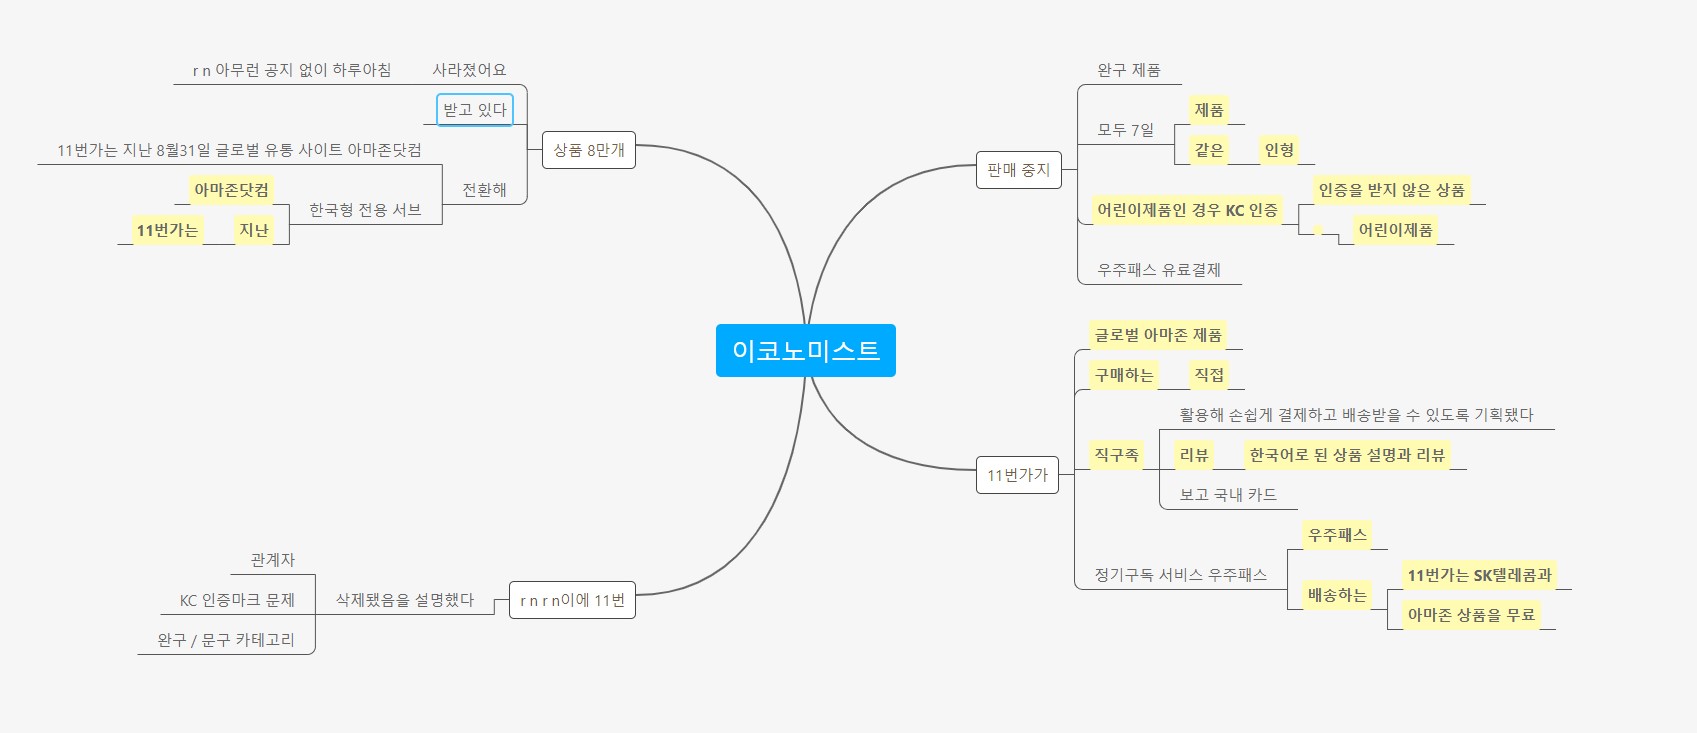 이코노미스트
상품 8만개
사라졌어요
r n 아무런 공지 없이 하루아침
받고 있다
전환해
11번가는 지난 8월31일 글로벌 유통 사이트 아마존닷컴
한국형 전용 서브
아마존닷컴
지난
11번가는
r n r n이에 11번
삭제됐음을 설명했다
관계자
KC 인증마크 문제
완구 / 문구 카테고리
판매 중지
완구 제품
모두 7일
제품
같은
인형
어린이제품인 경우 KC 인증
인증을 받지 않은 상품
어린이제품
우주패스 유료결제
11번가가
글로벌 아마존 제품
구매하는
직접
직구족
활용해 손쉽게 결제하고 배송받을 수 있도록 기획됐다
리뷰
한국어로 된 상품 설명과 리뷰
보고 국내 카드
정기구독 서비스 우주패스
우주패스
배송하는
11번가는 SK텔레콤과
아마존 상품을 무료